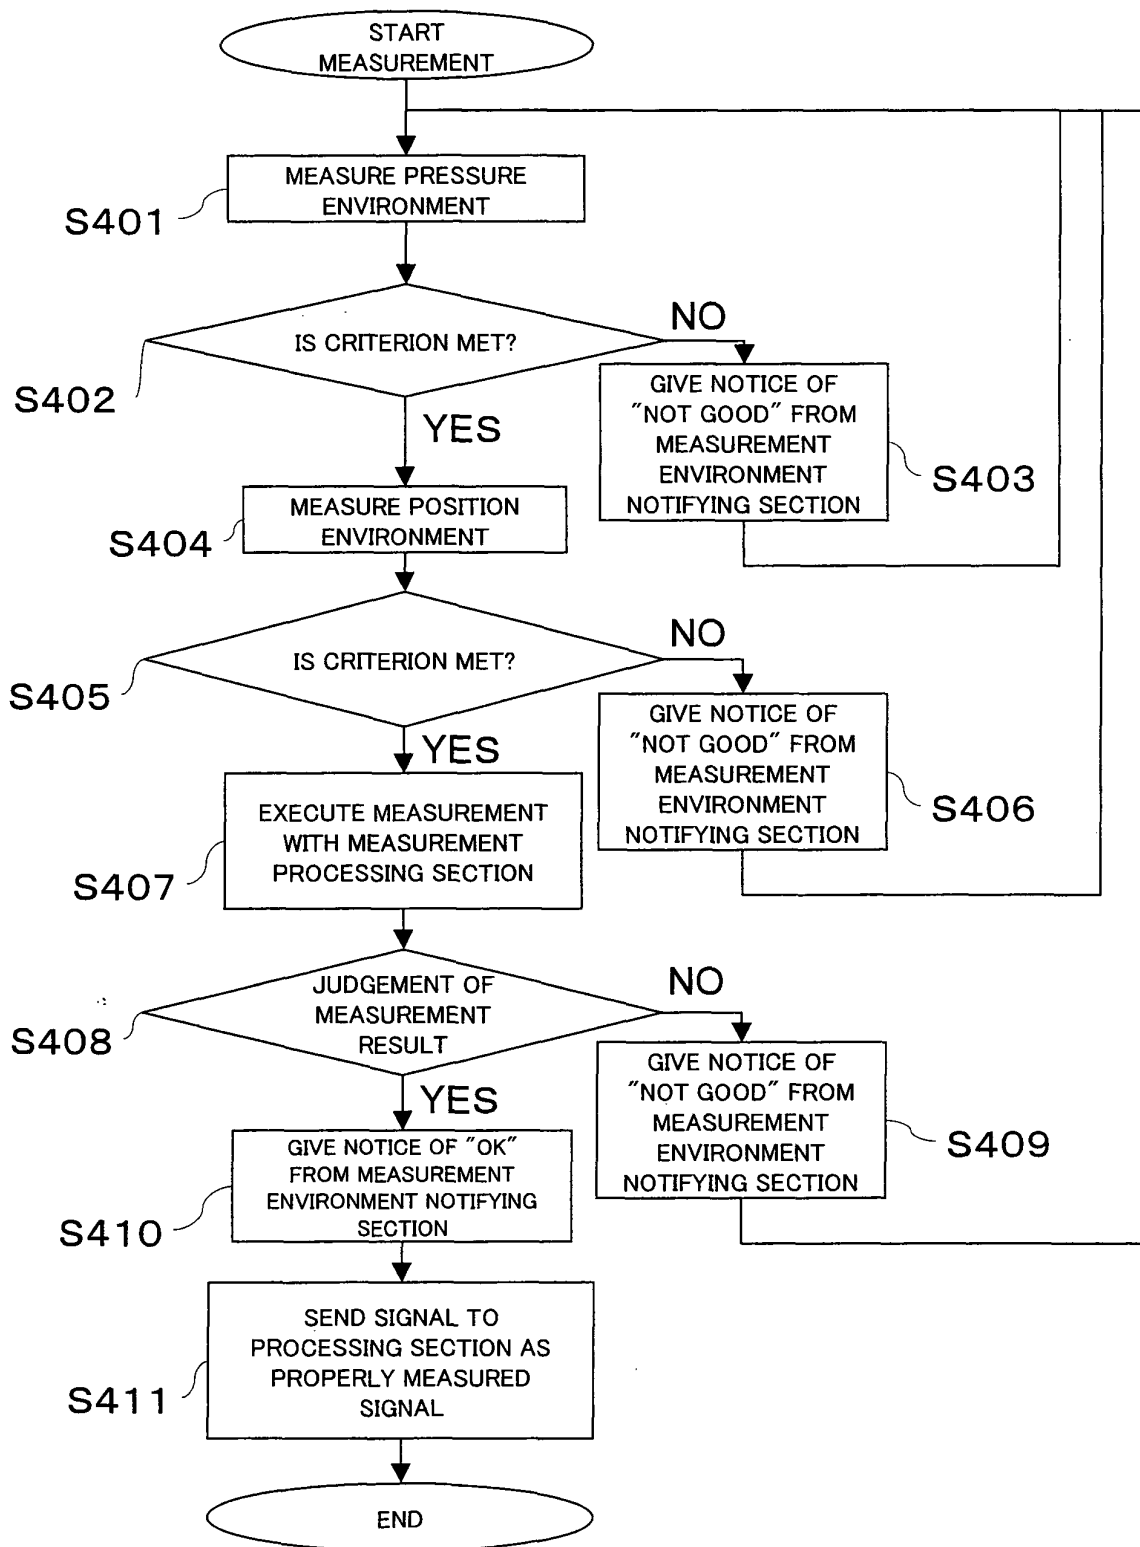 START
MEASUREMENT
MEASURE PRESSURE
ENVIRONMENT
S401
IS CRITERION MET?
NO
S402
YES
GIVE NOTICE OF
"NOT GOOD" FROM
MEASUREMENT
ENVIRONMENT
NOTIFYING SECTION
S403
MEASURE POSITION
ENVIRONMENT
S404
IS CRITERION MET?
NO
S405
YES
GIVE NOTICE OF
"NOT GOOD" FROM
MEASUREMENT
ENVIRONMENT
NOTIFYING SECTION
S406
EXECUTE MEASUREMENT
WITH MEASUREMENT
PROCESSING SECTION
S407
JUDGEMENT OF
MEASUREMENT
RESULT
NO
S408
YES
GIVE NOTICE OF
"NOT GOOD" FROM
MEASUREMENT
ENVIRONMENT
NOTIFYING SECTION
S409
GIVE NOTICE OF "OK"
FROM MEASUREMENT
ENVIRONMENT NOTIFYING
SECTION
S410
SEND SIGNAL TO
PROCESSING SECTION AS
PROPERLY MEASURED
SIGNAL
S411
END